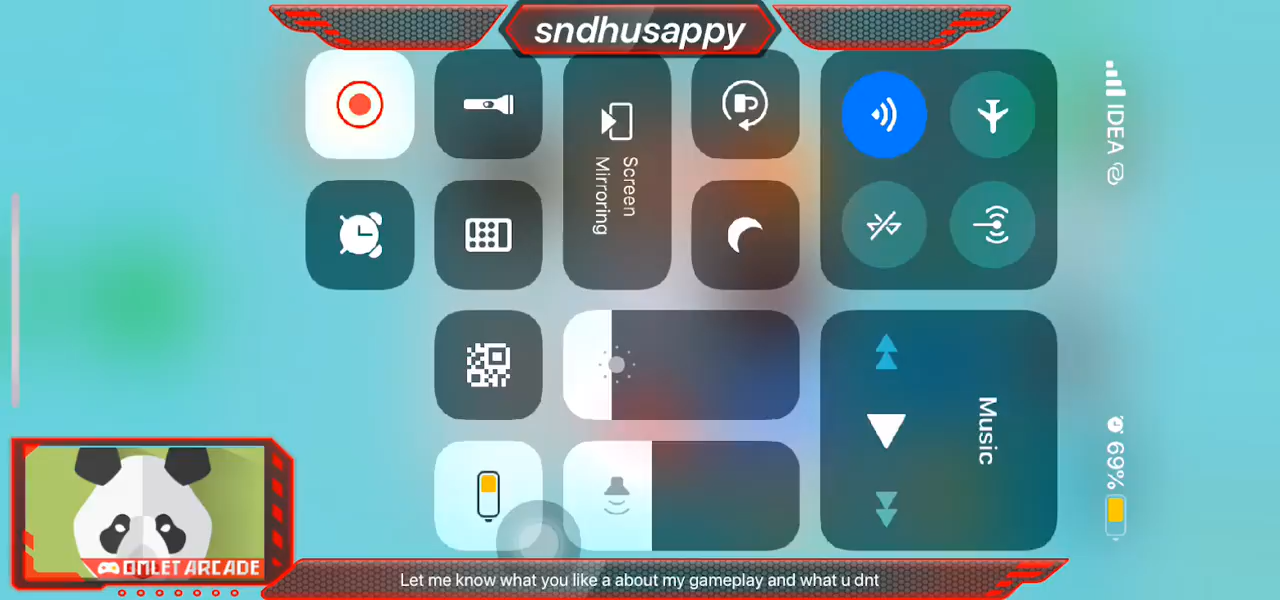 sndhusappy
IDEA
69%
Screen
Mirroring
Music
OMLET ARCADE
Let me know what you like a about my gameplay and what u dnt